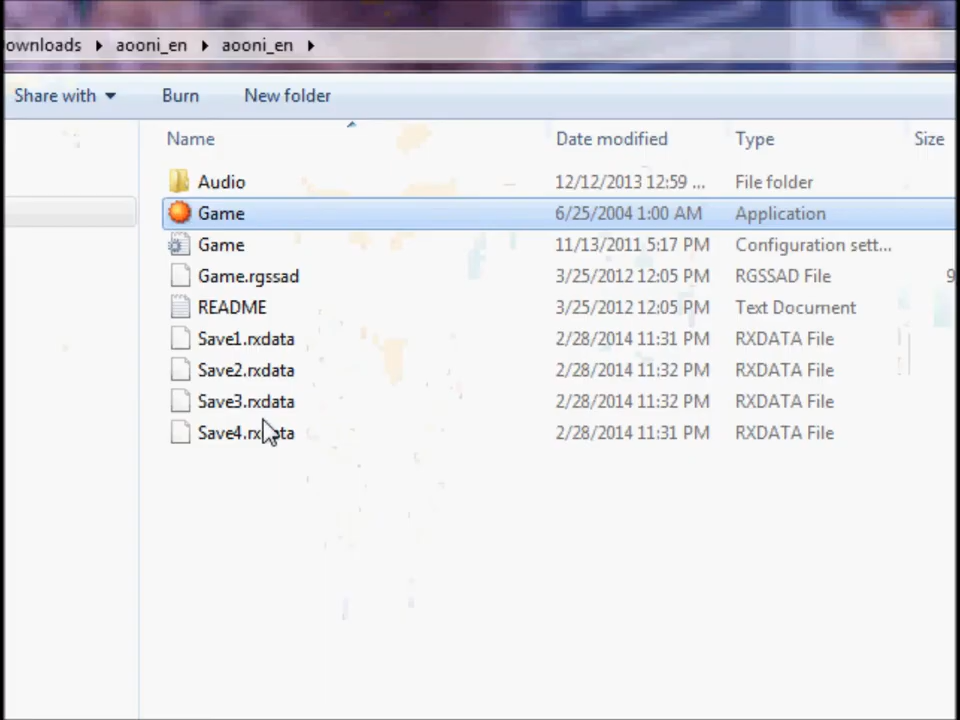 ownloads aooni_en aooni_en
Share with Burn New folder
Name Date modified Type Size
Audio 12/12/2013 12:59 ... File folder
Game 6/25/2004 1:00 AM Application
Game 11/13/2011 5:17 PM Configuration sett...
Game.rgssad 3/25/2012 12:05 PM RGSSAD File 9
README 3/25/2012 12:05 PM Text Document
Save1.rxdata 2/28/2014 11:31 PM RXDATA File
Save2.rxdata 2/28/2014 11:32 PM RXDATA File
Save3.rxdata 2/28/2014 11:32 PM RXDATA File
Save4.rxdata 2/28/2014 11:31 PM RXDATA File